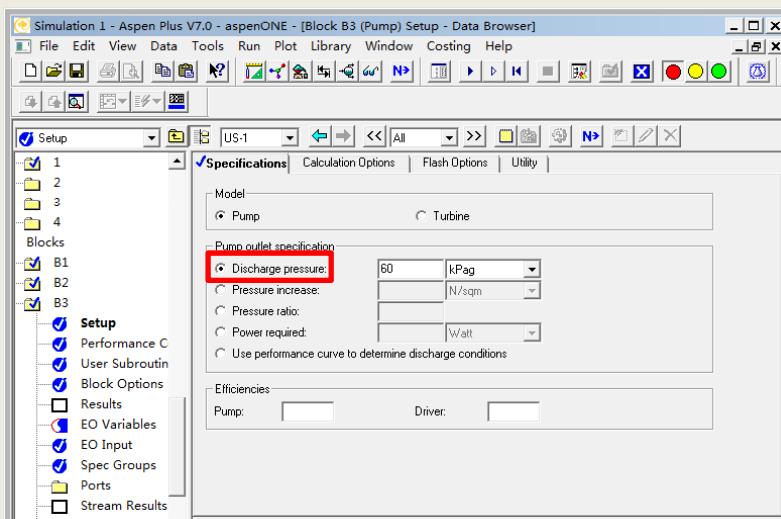 Simulation 1 - Aspen Plus V7.0 - aspenONE - [Block B3 (Pump) Setup - Data Browser]
File Edit View Data Tools Run Plot Library Window Costing Help
N>
Setup US-1 << All >> N>
1
2
3
4
Blocks
B1
B2
B3
Setup
Performance C
User Subroutin
Block Options
Results
EO Variables
EO Input
Spec Groups
Ports
Stream Results
Specifications Calculation Options Flash Options Utility
Model
Pump Turbine
Pump outlet specification
Discharge pressure: 60 kPag
Pressure increase: N/sqm
Pressure ratio:
Power required: Watt
Use performance curve to determine discharge conditions
Efficiencies
Pump: Driver: